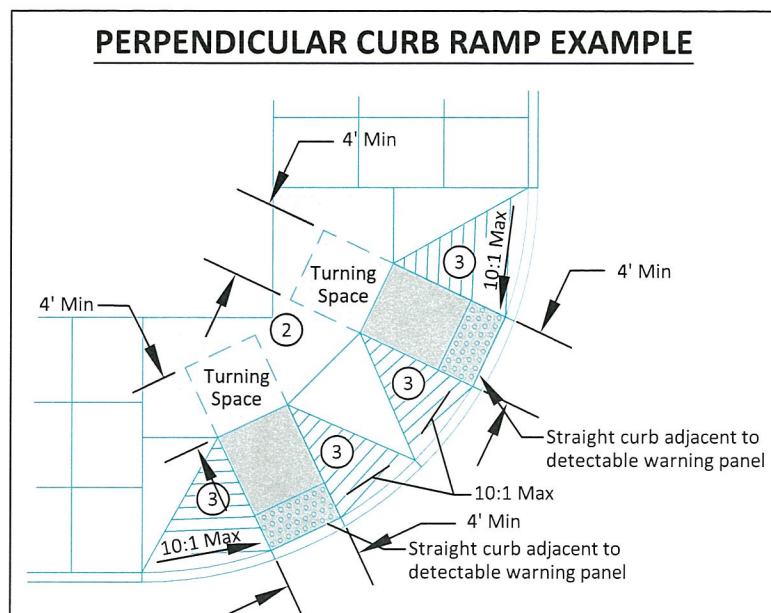 PERPENDICULAR CURB RAMP EXAMPLE
4' Min
3
10:1 Max
Turning
Space
4' Min
4' Min
2
Turning
Space
3
Straight curb adjacent to
detectable warning panel
3
3
10:1 Max
4' Min
10:1 Max
Straight curb adjacent to
detectable warning panel